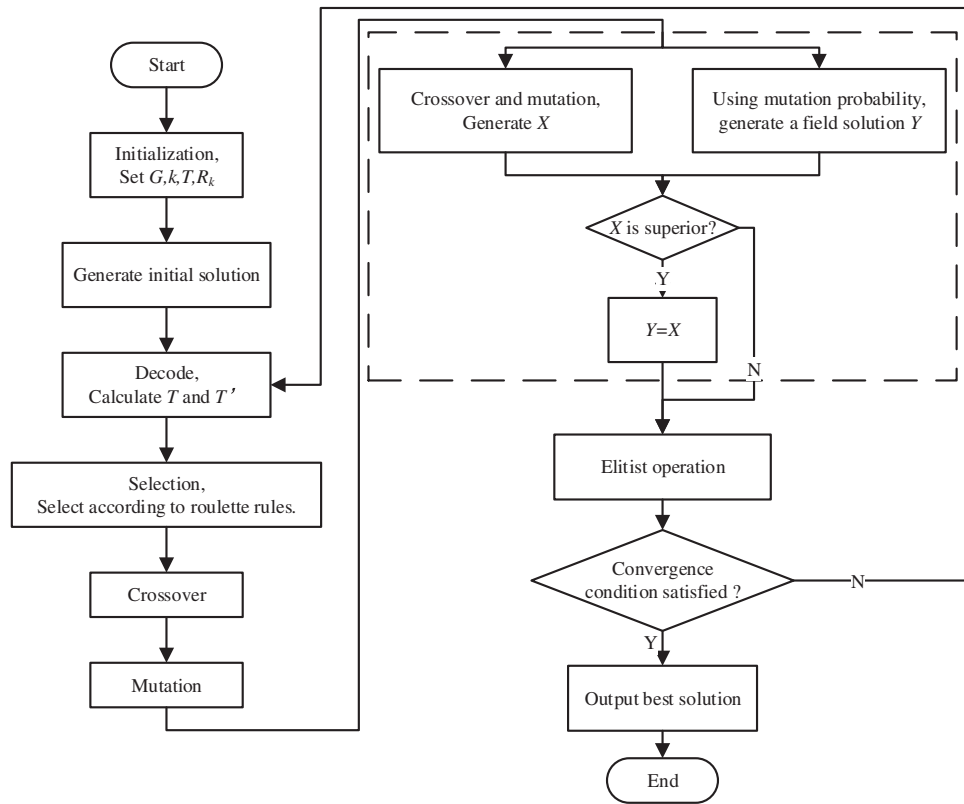 Start
Initialization,
Set G,k,T,Rk
Generate initial solution
Decode,
Calculate T and T′
Selection,
Select according to roulette rules.
Crossover
Mutation
Crossover and mutation,
Generate X
Using mutation probability,
generate a field solution Y
X is superior?
Y
Y=X
N
Elitist operation
Convergence
condition satisfied ?
N
Y
Output best solution
End